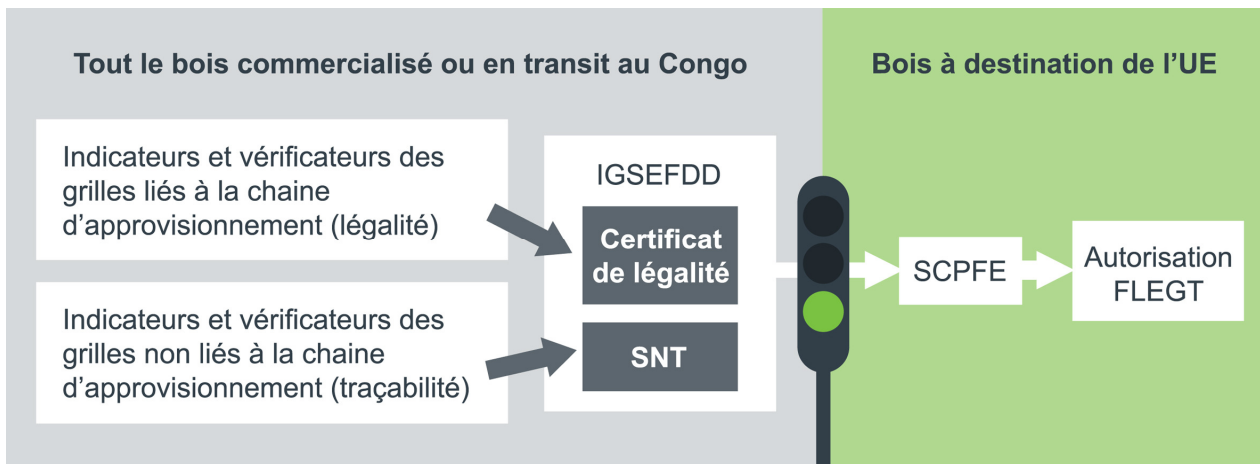 Tout le bois commercialisé ou en transit au Congo
Bois à destination de l'UE
Indicateurs et vérificateurs des
grilles liés à la chaine
d'approvisionnement (légalité)
Indicateurs et vérificateurs des
grilles non liés à la chaine
d'approvisionnement (traçabilité)
IGSEFDD
Certificat
de légalité
SNT
SCPFE
Autorisation
FLEGT